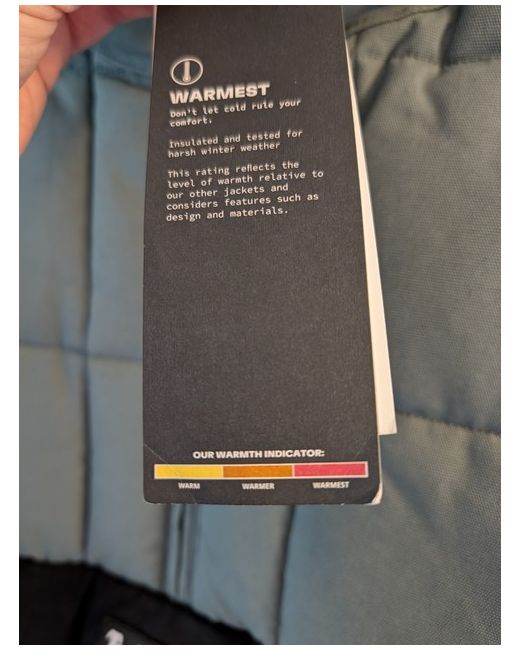 WARMEST
Don't let cold rule your
comfort.
Insulated and tested for
harsh winter weather
This rating reflects the
level of warmth relative to
our other jackets and
considers features such as
design and materials.
OUR WARMTH INDICATOR:
WARM WARMER WARMEST